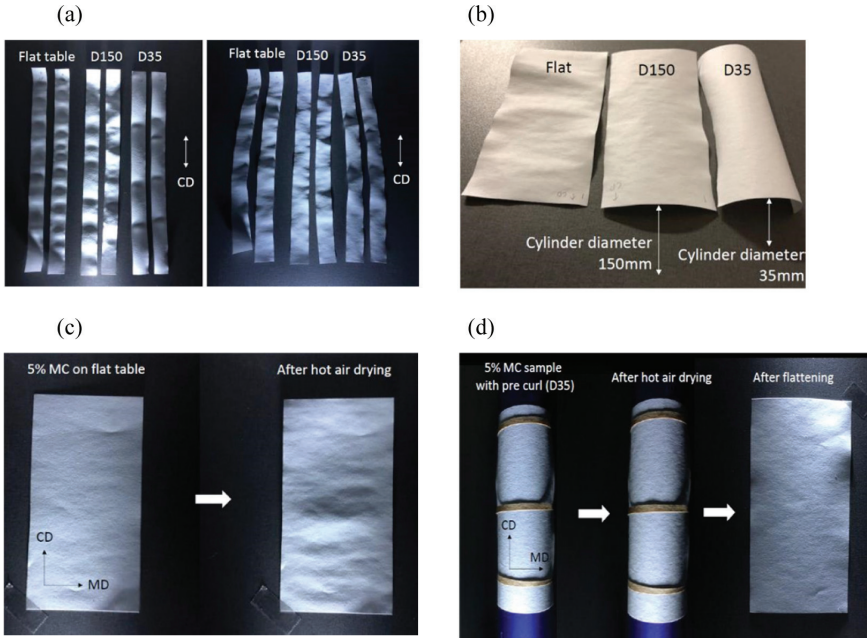 (a)
Flat table D150 D35
CD
Flat table D150 D35
CD
(b)
Flat
D150
D35
Cylinder diameter
150mm
Cylinder diameter
35mm
(c)
5% MC on flat table
After hot air drying
CD
MD
(d)
5% MC sample
with pre curl (D35)
After hot air drying
After flattening
CD
MD